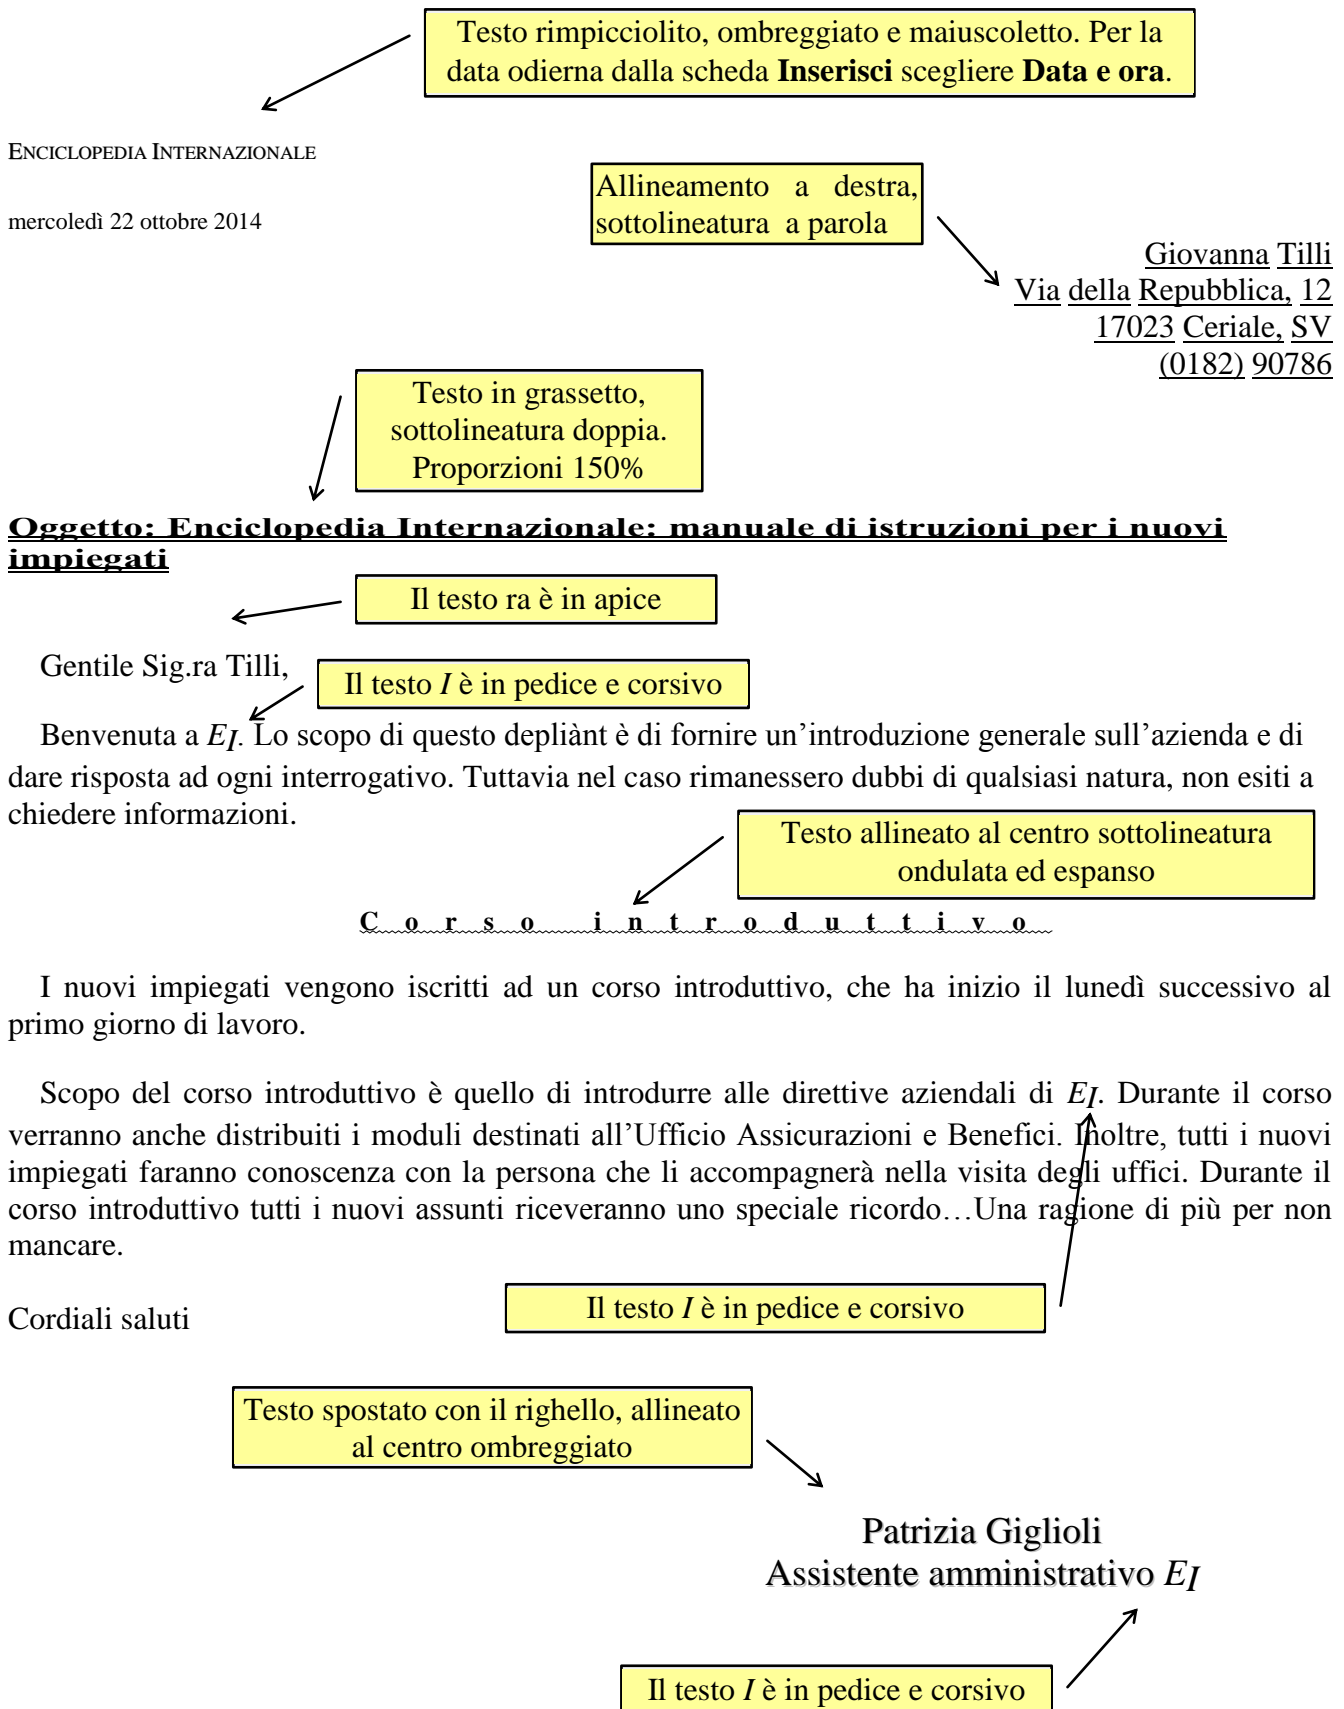 Testo rimpicciolito, ombreggiato e maiuscoletto. Per la
data odierna dalla scheda Inserisci scegliere Data e ora.
ENCICLOPEDIA INTERNAZIONALE
Allineamento a destra,
sottolineatura a parola
mercoledì 22 ottobre 2014
Giovanna Tilli
Via della Repubblica, 12
17023 Ceriale, SV
(0182) 90786
Testo in grassetto,
sottolineatura doppia.
Proporzioni 150%
Oggetto: Enciclopedia Internazionale: manuale di istruzioni per i nuovi
impiegati
Il testo ra è in apice
Gentile Sig.ra Tilli,
Il testo I è in pedice e corsivo
Benvenuta a EI. Lo scopo di questo depliànt è di fornire un’introduzione generale sull’azienda e di
dare risposta ad ogni interrogativo. Tuttavia nel caso rimanessero dubbi di qualsiasi natura, non esiti a
chiedere informazioni.
Testo allineato al centro sottolineatura
ondulata ed espanso
C o r s o i n t r o d u t t i v o
I nuovi impiegati vengono iscritti ad un corso introduttivo, che ha inizio il lunedì successivo al
primo giorno di lavoro.
Scopo del corso introduttivo è quello di introdurre alle direttive aziendali di EI. Durante il corso
verranno anche distribuiti i moduli destinati all’Ufficio Assicurazioni e Benefici. Inoltre, tutti i nuovi
impiegati faranno conoscenza con la persona che li accompagnerà nella visita degli uffici. Durante il
corso introduttivo tutti i nuovi assunti riceveranno uno speciale ricordo…Una ragione di più per non
mancare.
Il testo I è in pedice e corsivo
Cordiali saluti
Testo spostato con il righello, allineato
al centro ombreggiato
Patrizia Giglioli
Assistente amministrativo EI
Il testo I è in pedice e corsivo